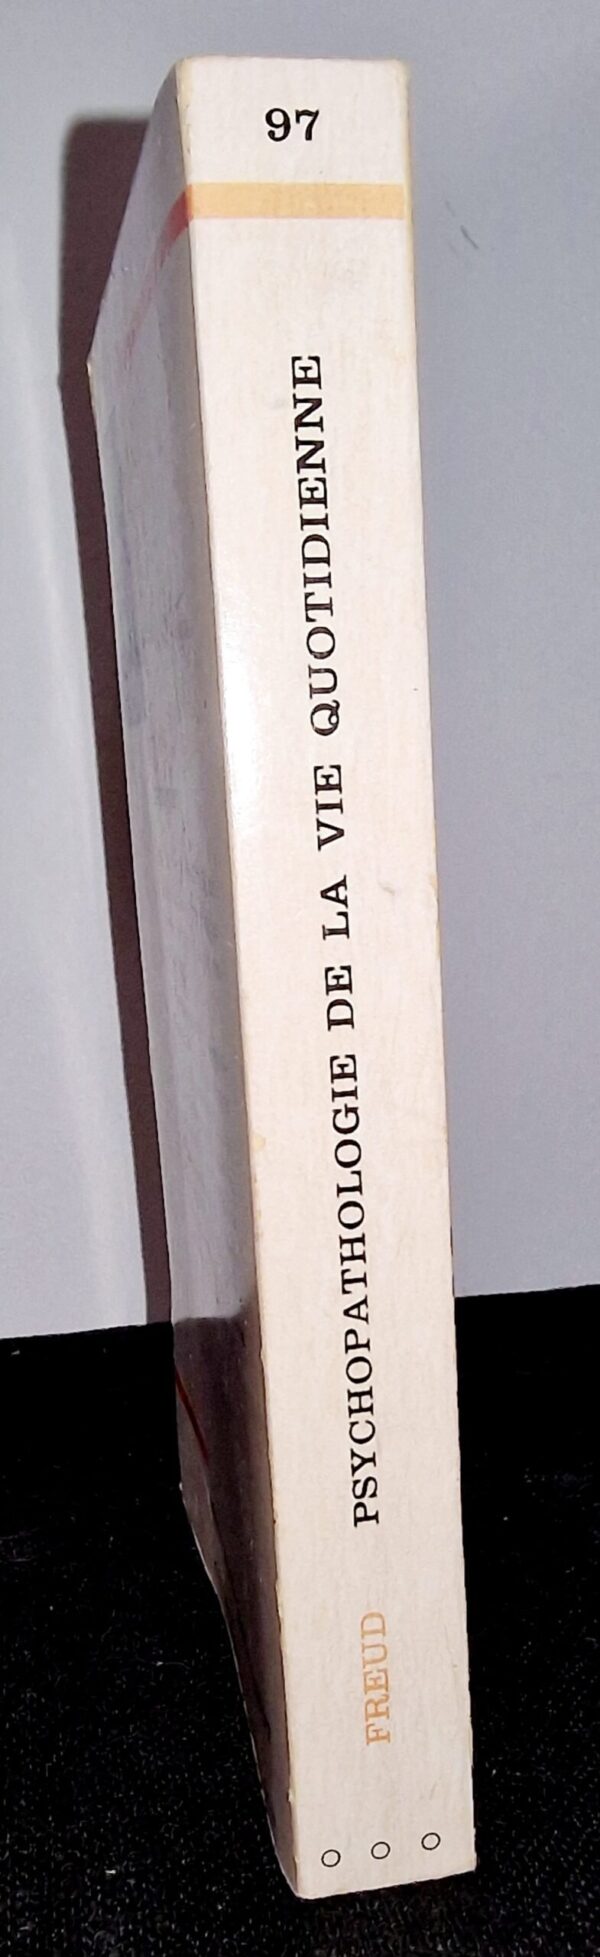 97
FREUD PSYCHOPATHOLOGIE DE LA VIE QUOTIDIENNE